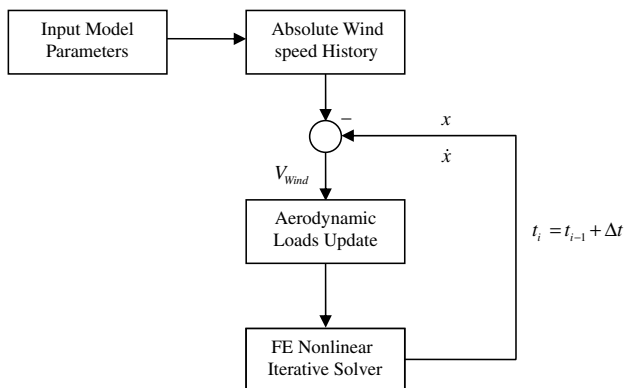 Input Model
Parameters
Absolute Wind
speed History
−
x
ẋ
V_Wind
Aerodynamic
Loads Update
t_i = t_{i-1} + Δt
FE Nonlinear
Iterative Solver